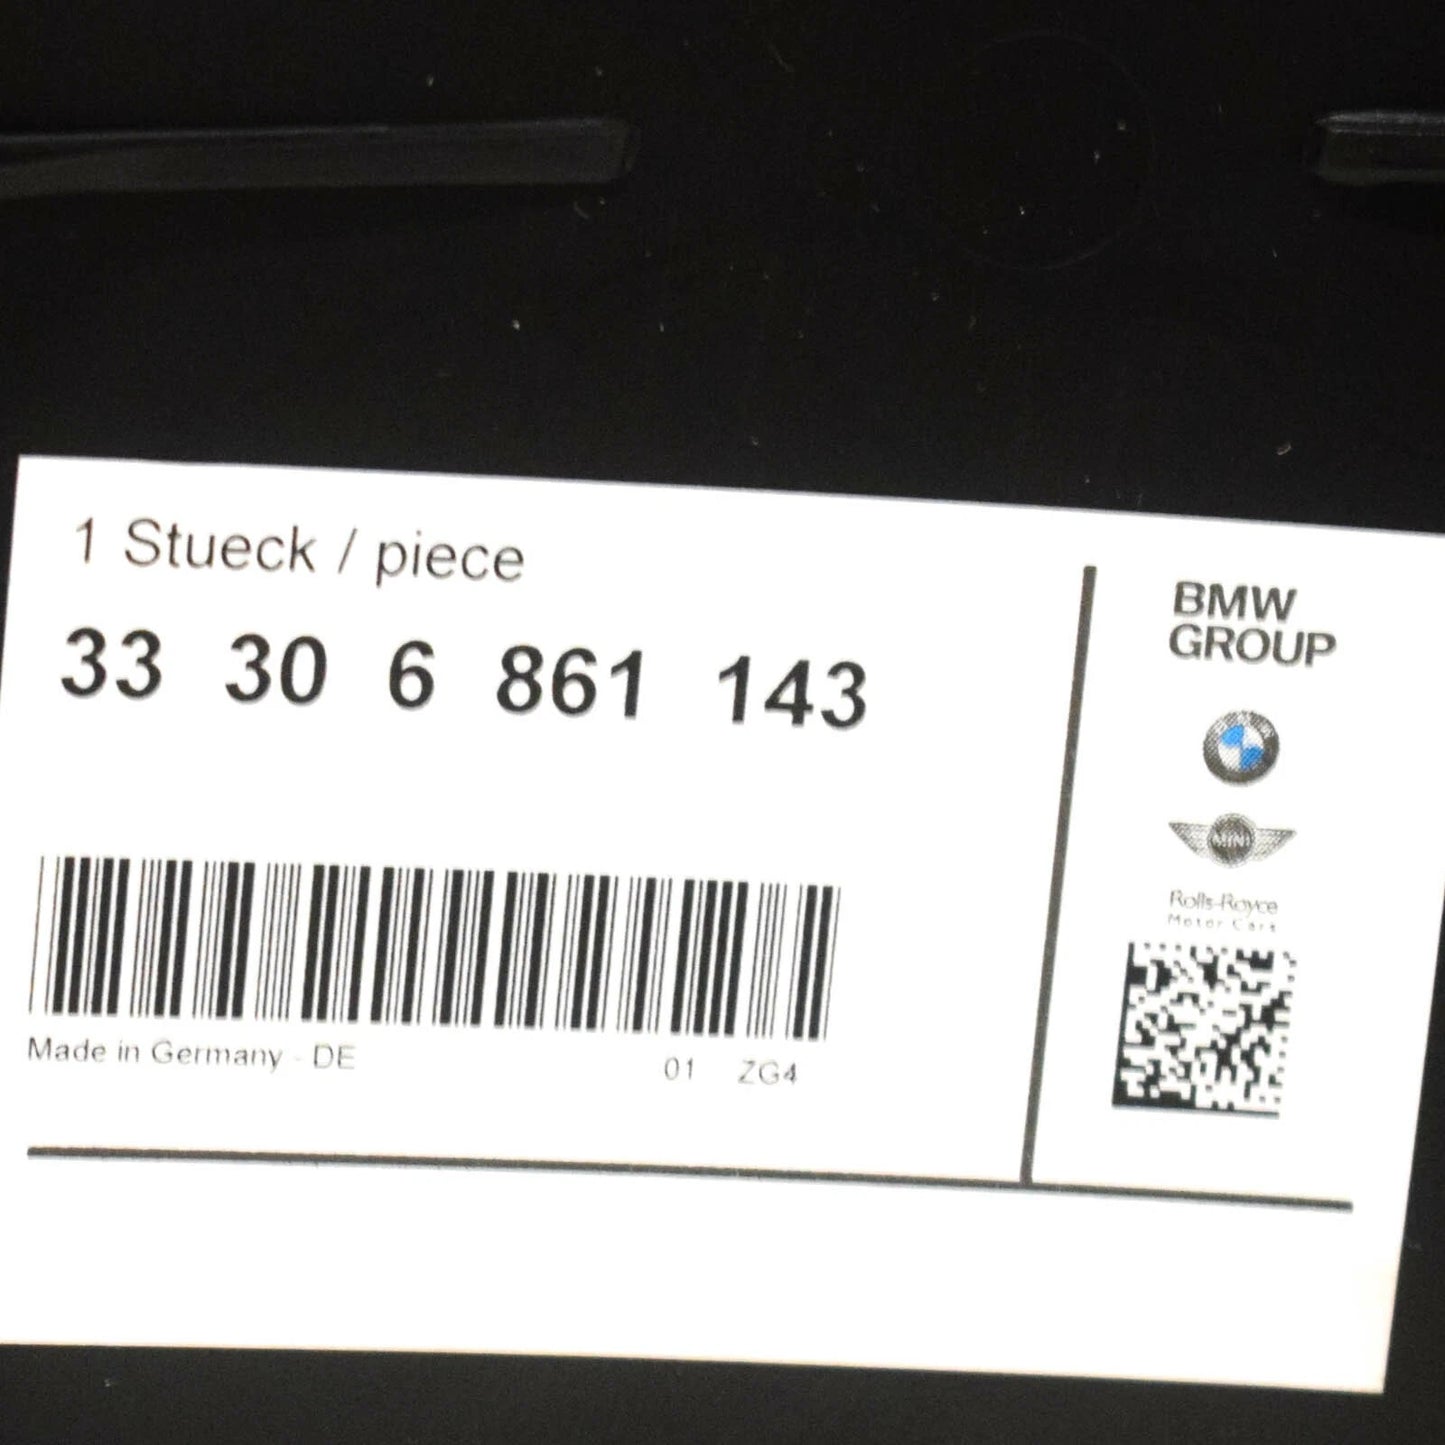 1 Stueck / piece
33 30 6 861 143
Made in Germany - DE
01 ZG4
BMW
GROUP
MINI
Rolls-Royce
Motor Cars